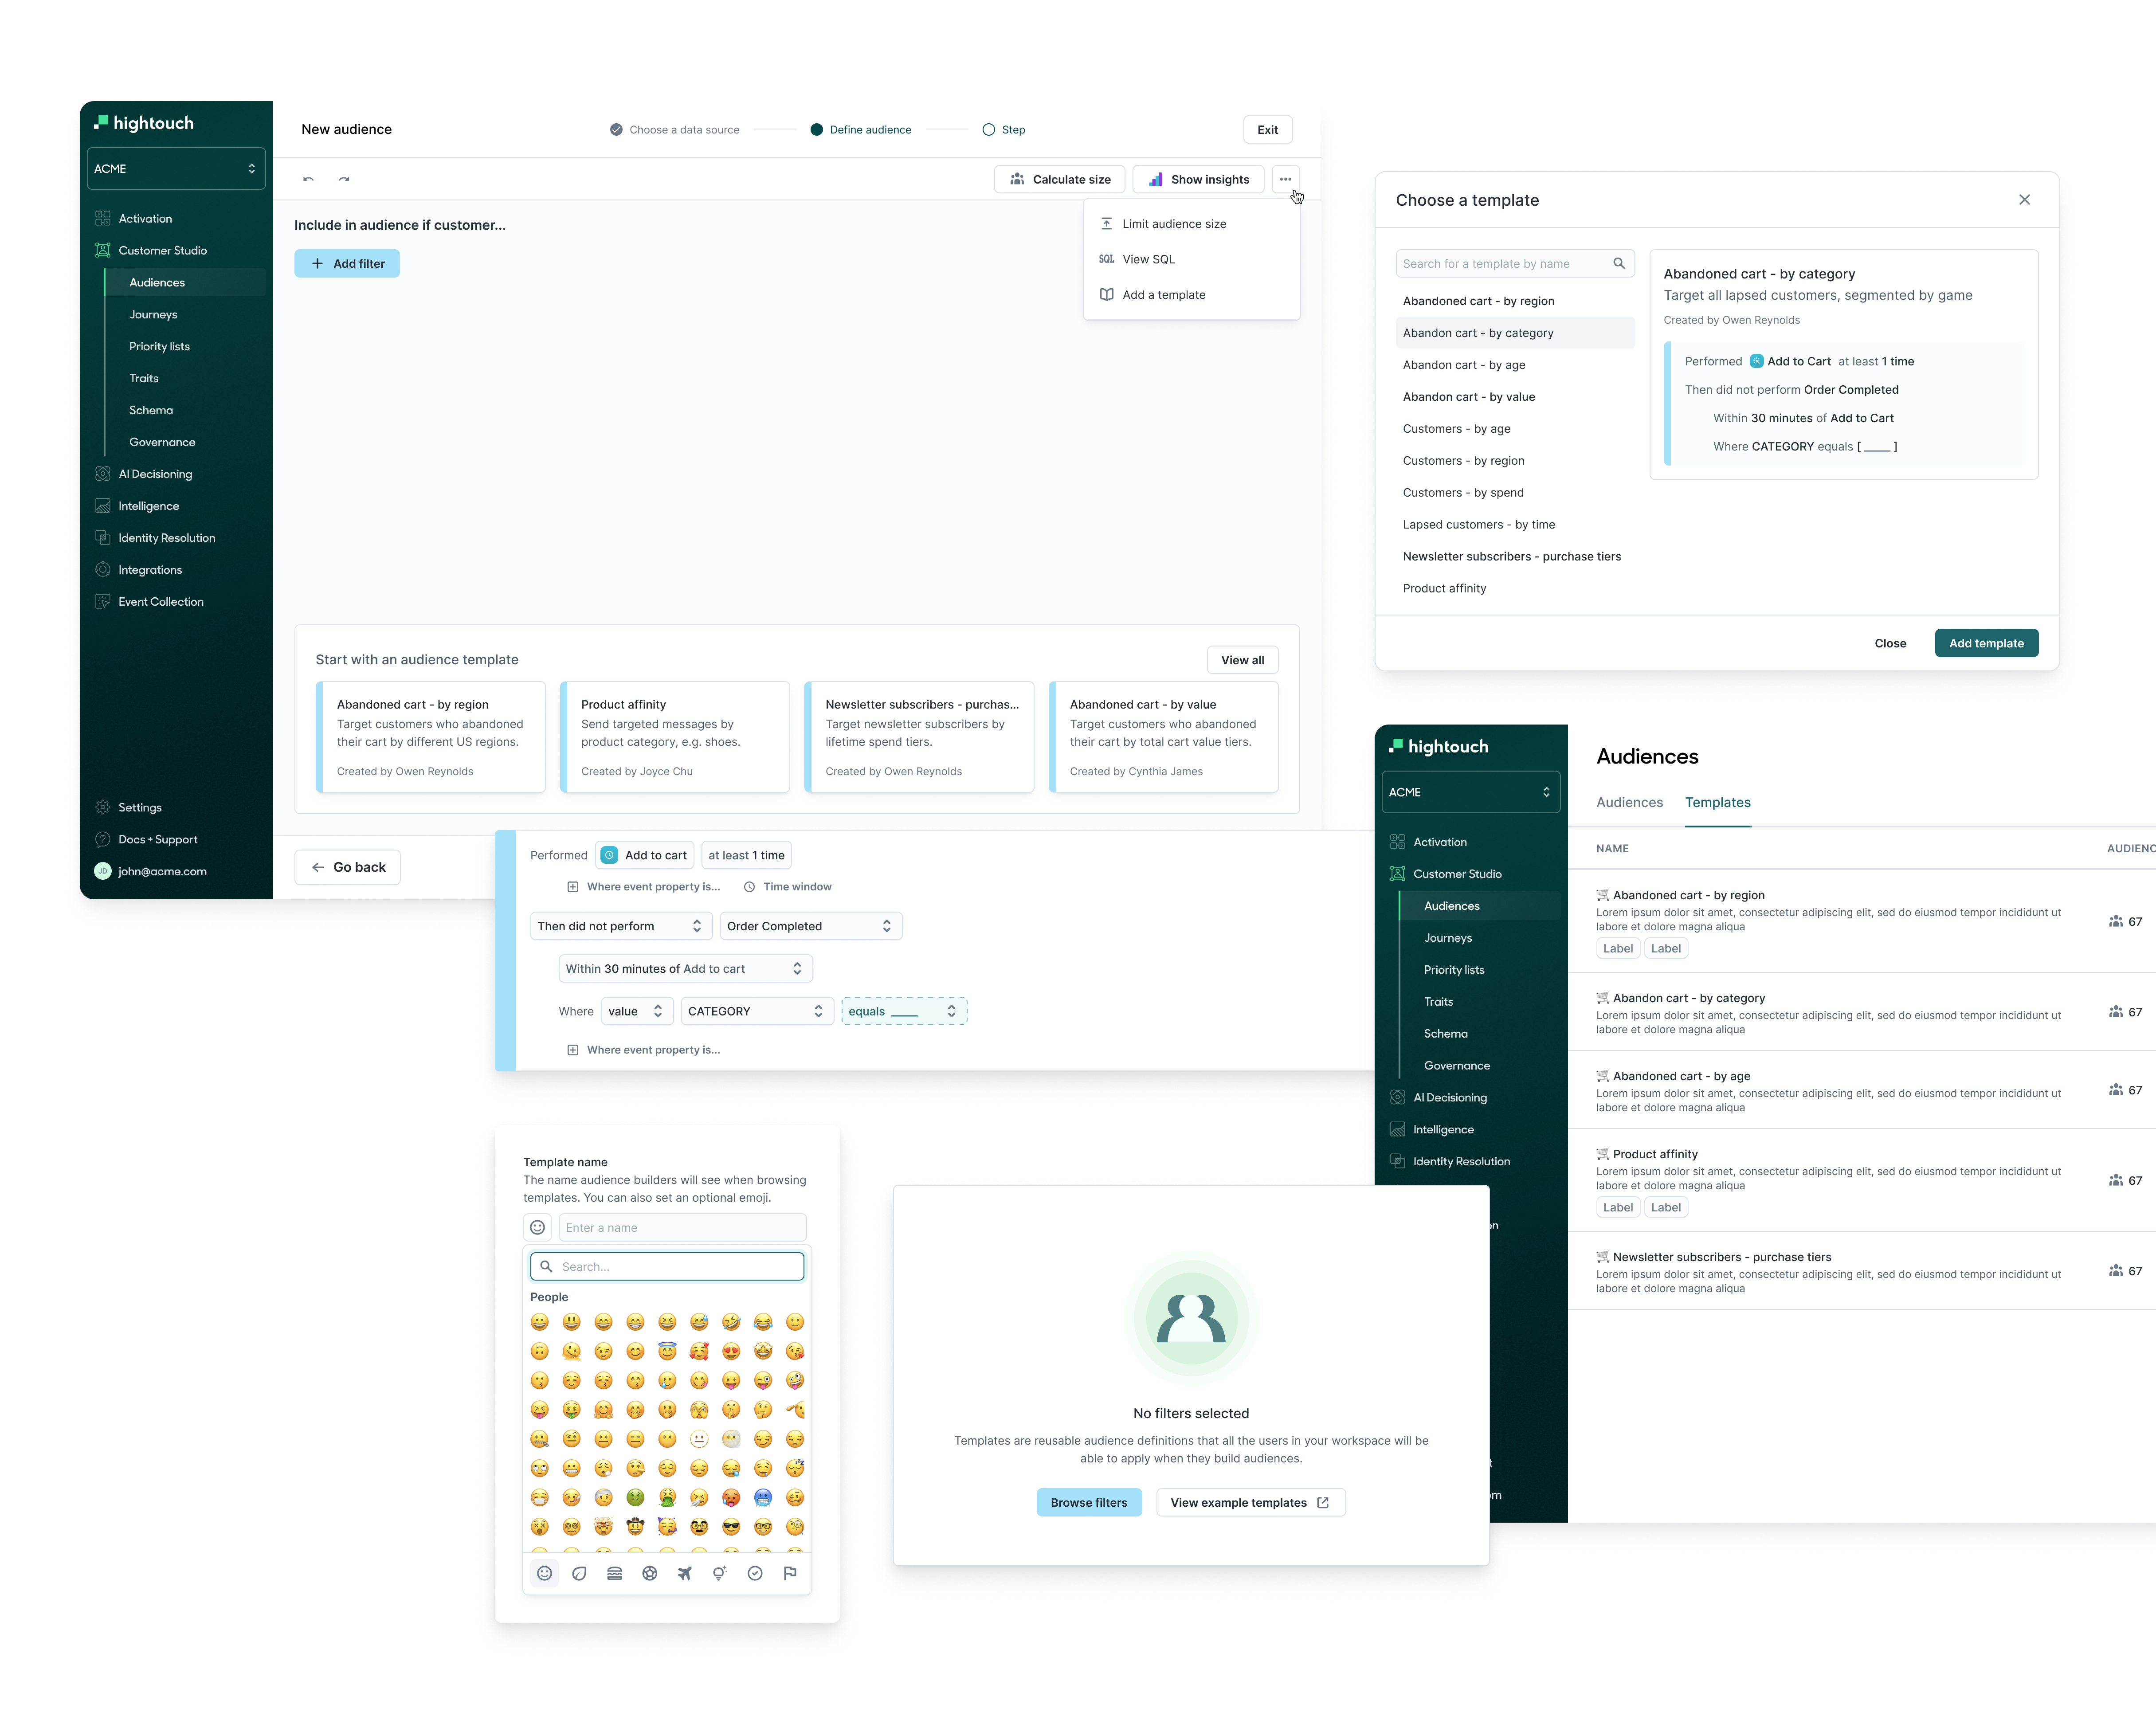 hightouch
ACME
Activation
Customer Studio
Audiences
Journeys
Priority lists
Traits
Schema
Governance
AI Decisioning
Intelligence
Identity Resolution
Integrations
Event Collection
Settings
Docs + Support
JD john@acme.com
New audience
Choose a data source
Define audience
Step
Exit
Calculate size
Show insights
Limit audience size
SQL View SQL
Add a template
Include in audience if customer...
Add filter
Start with an audience template
View all
Abandoned cart - by region
Target customers who abandoned
their cart by different US regions.
Created by Owen Reynolds
Product affinity
Send targeted messages by
product category, e.g. shoes.
Created by Joyce Chu
Newsletter subscribers - purchas...
Target newsletter subscribers by
lifetime spend tiers.
Created by Owen Reynolds
Abandoned cart - by value
Target customers who abandoned
their cart by total cart value tiers.
Created by Cynthia James
Go back
Choose a template
Search for a template by name
Abandoned cart - by region
Abandon cart - by category
Abandon cart - by age
Abandon cart - by value
Customers - by age
Customers - by region
Customers - by spend
Lapsed customers - by time
Newsletter subscribers - purchase tiers
Product affinity
Abandoned cart - by category
Target all lapsed customers, segmented by game
Created by Owen Reynolds
Performed Add to Cart at least 1 time
Then did not perform Order Completed
Within 30 minutes of Add to Cart
Where CATEGORY equals [ ____ ]
Close
Add template
Performed Add to cart at least 1 time
Where event property is... Time window
Then did not perform Order Completed
Within 30 minutes of Add to cart
Where value CATEGORY equals ____
Where event property is...
hightouch
ACME
Activation
Customer Studio
Audiences
Journeys
Priority lists
Traits
Schema
Governance
AI Decisioning
Intelligence
Identity Resolution
on
t
om
Audiences
Audiences Templates
NAME AUDIENC
Abandoned cart - by region
Lorem ipsum dolor sit amet, consectetur adipiscing elit, sed do eiusmod tempor incididunt ut
labore et dolore magna aliqua
Label Label
67
Abandon cart - by category
Lorem ipsum dolor sit amet, consectetur adipiscing elit, sed do eiusmod tempor incididunt ut
labore et dolore magna aliqua
67
Abandoned cart - by age
Lorem ipsum dolor sit amet, consectetur adipiscing elit, sed do eiusmod tempor incididunt ut
labore et dolore magna aliqua
67
Product affinity
Lorem ipsum dolor sit amet, consectetur adipiscing elit, sed do eiusmod tempor incididunt ut
labore et dolore magna aliqua
Label Label
67
Newsletter subscribers - purchase tiers
Lorem ipsum dolor sit amet, consectetur adipiscing elit, sed do eiusmod tempor incididunt ut
labore et dolore magna aliqua
67
Template name
The name audience builders will see when browsing
templates. You can also set an optional emoji.
Enter a name
Search...
People
No filters selected
Templates are reusable audience definitions that all the users in your workspace will be
able to apply when they build audiences.
Browse filters
View example templates